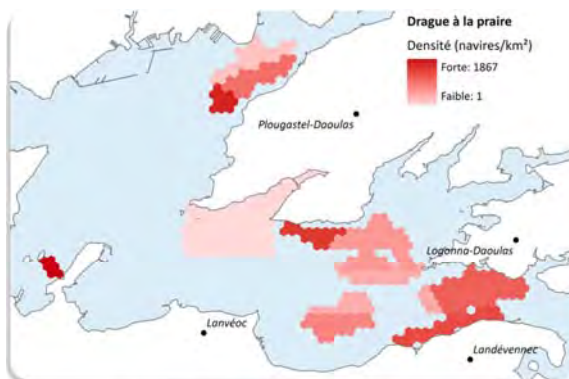 Drague à la praire
Densité (navires/km²)
Forte: 1867
Faible: 1
Plougastel-Daoulas
Logonna-Daoulas
Lanvéoc
Landévennec